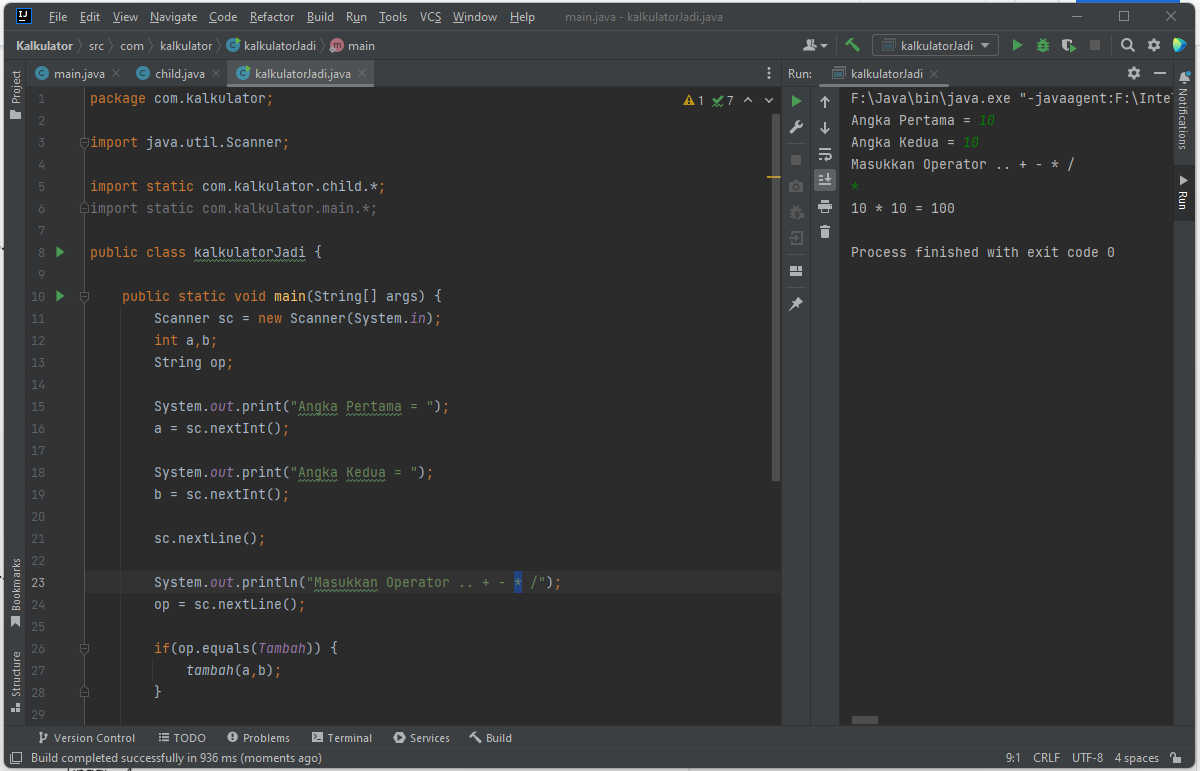 File Edit View Navigate Code Refactor Build Run Tools VCS Window Help main.java - kalkulatorJadi.java
Kalkulator src com kalkulator kalkulatorJadi main kalkulatorJadi
Project
main.java child.java kalkulatorJadi.java
1 7
1 package com.kalkulator;
2
3 import java.util.Scanner;
4
5 import static com.kalkulator.child.*;
6 import static com.kalkulator.main.*;
7
8 public class kalkulatorJadi {
9
10 public static void main(String[] args) {
11 Scanner sc = new Scanner(System.in);
12 int a,b;
13 String op;
14
15 System.out.print("Angka Pertama = ");
16 a = sc.nextInt();
17
18 System.out.print("Angka Kedua = ");
19 b = sc.nextInt();
20
21 sc.nextLine();
22
23 System.out.println("Masukkan Operator .. + - * /");
24 op = sc.nextLine();
25
26 if(op.equals(Tambah)) {
27 tambah(a,b);
28 }
29
Run: kalkulatorJadi
F:\Java\bin\java.exe "-javaagent:F:\Inte
Angka Pertama = 10
Angka Kedua = 10
Masukkan Operator .. + - * /
*
10 * 10 = 100
Process finished with exit code 0
Notifications
Run
Bookmarks
Structure
Version Control TODO Problems Terminal Services Build
Build completed successfully in 936 ms (moments ago) 9:1 CRLF UTF-8 4 spaces